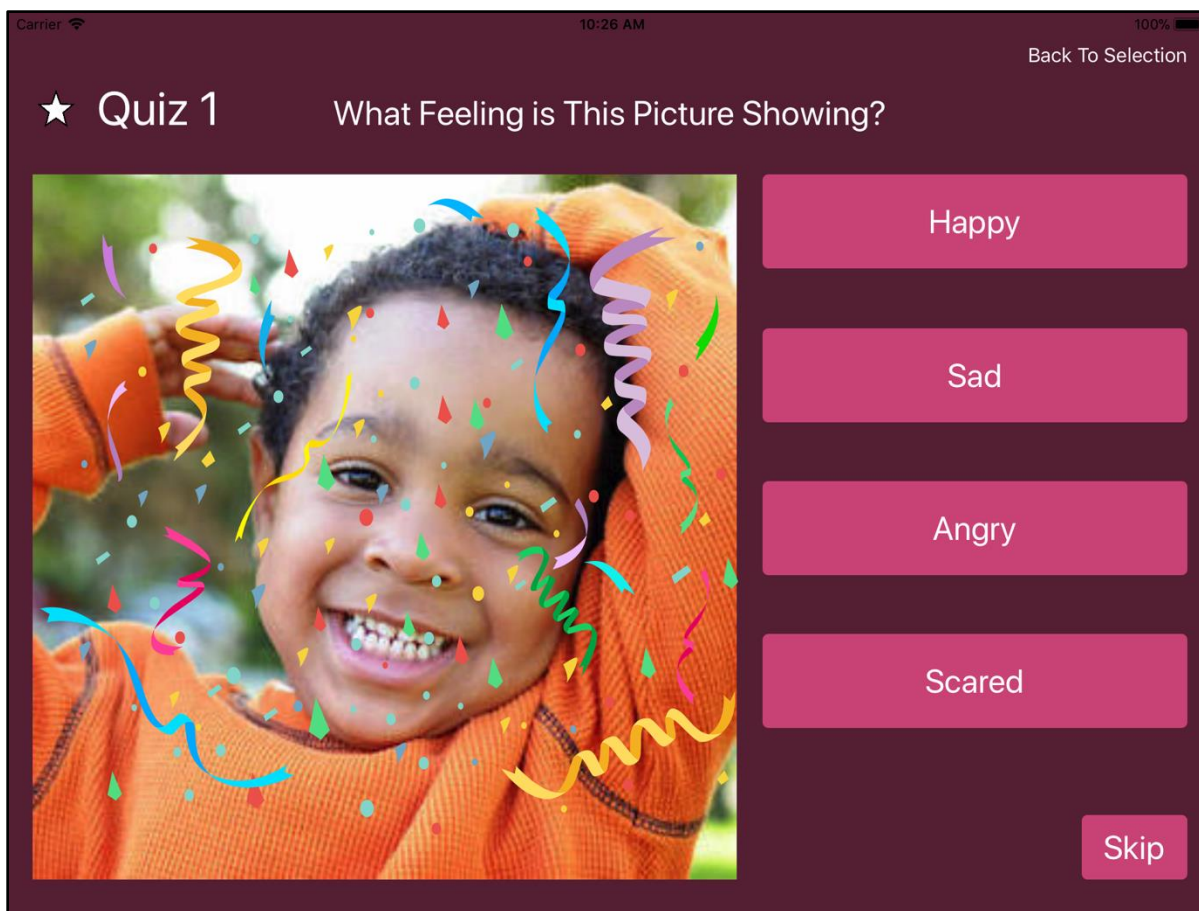 Carrier 10:26 AM 100%
Back To Selection
Quiz 1 What Feeling is This Picture Showing?
Happy
Sad
Angry
Scared
Skip